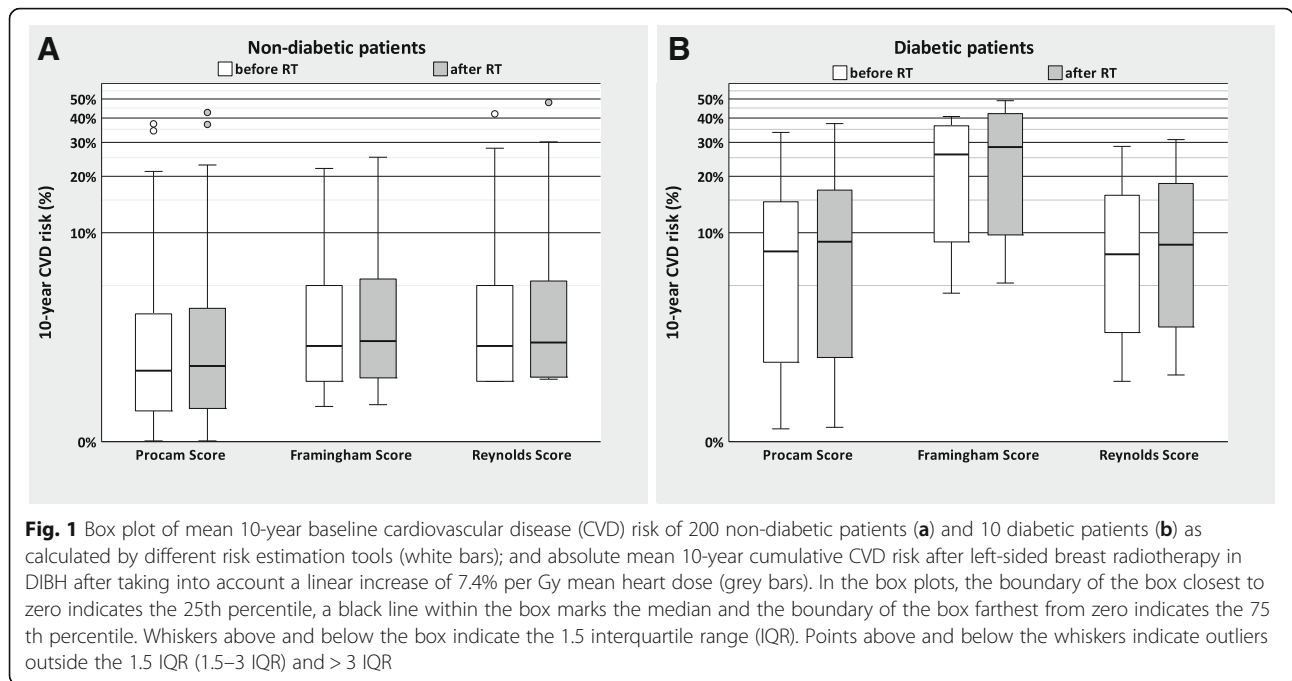 A
Non-diabetic patients
before RT after RT
50%
40%
30%
20%
10%
0%
10-year CVD risk (%)
Procam Score Framingham Score Reynolds Score
B
Diabetic patients
before RT after RT
50%
40%
30%
20%
10%
0%
10-year CVD risk (%)
Procam Score Framingham Score Reynolds Score
Fig. 1 Box plot of mean 10-year baseline cardiovascular disease (CVD) risk of 200 non-diabetic patients (a) and 10 diabetic patients (b) as
calculated by different risk estimation tools (white bars); and absolute mean 10-year cumulative CVD risk after left-sided breast radiotherapy in
DIBH after taking into account a linear increase of 7.4% per Gy mean heart dose (grey bars). In the box plots, the boundary of the box closest to
zero indicates the 25th percentile, a black line within the box marks the median and the boundary of the box farthest from zero indicates the 75
th percentile. Whiskers above and below the box indicate the 1.5 interquartile range (IQR). Points above and below the whiskers indicate outliers
outside the 1.5 IQR (1.5–3 IQR) and > 3 IQR